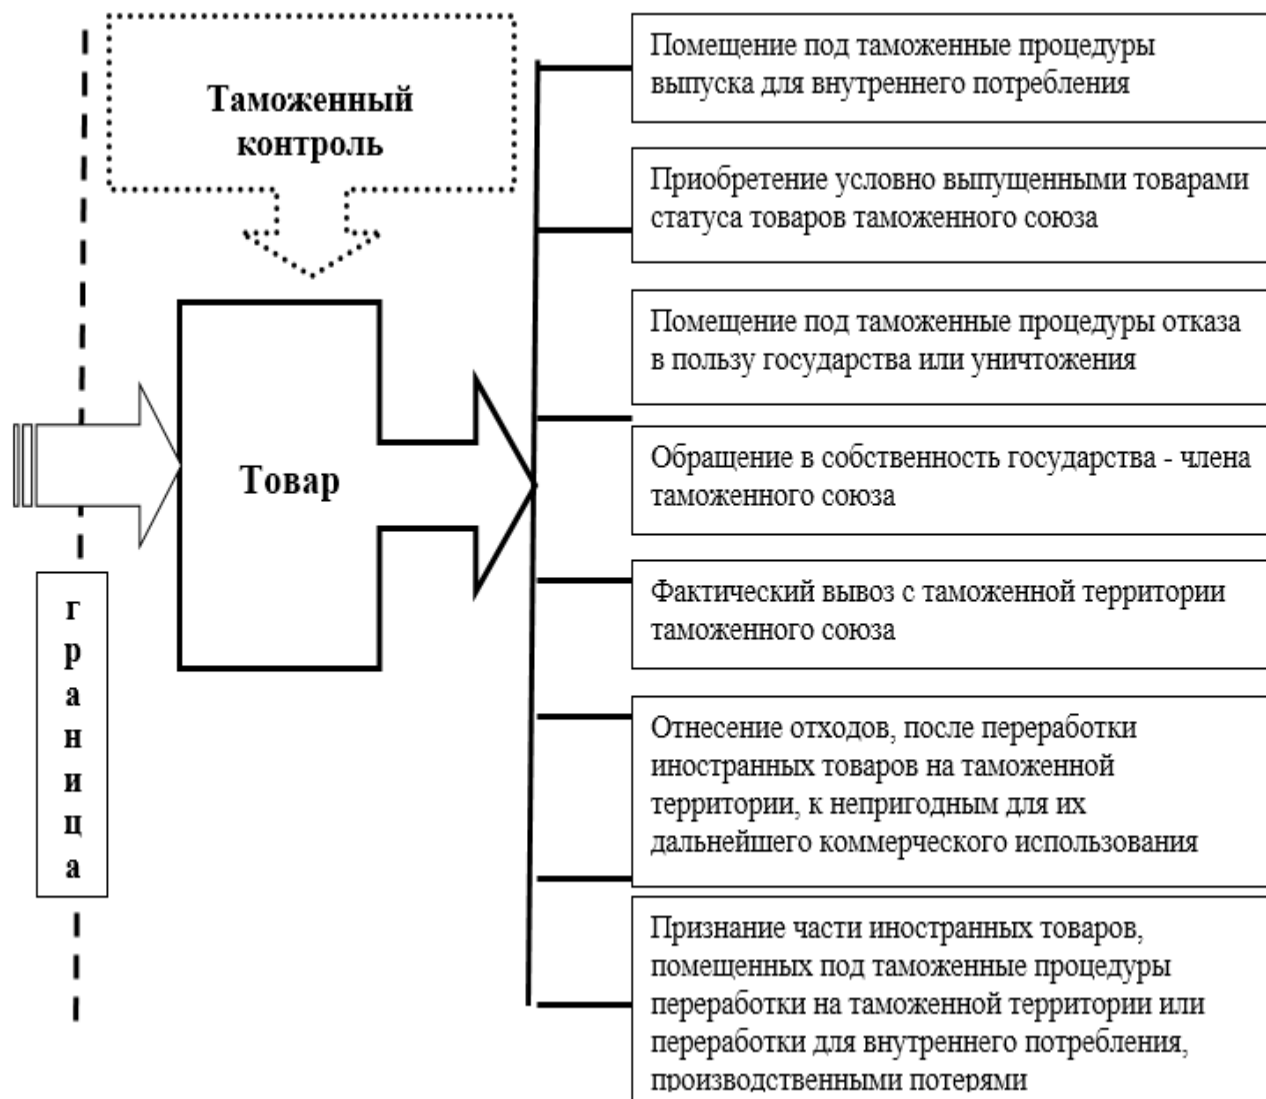 Таможенный
контроль
Товар
граница
Помещение под таможенные процедуры
выпуска для внутреннего потребления
Приобретение условно выпущенными товарами
статуса товаров таможенного союза
Помещение под таможенные процедуры отказа
в пользу государства или уничтожения
Обращение в собственность государства - члена
таможенного союза
Фактический вывоз с таможенной территории
таможенного союза
Отнесение отходов, после переработки
иностранных товаров на таможенной
территории, к непригодным для их
дальнейшего коммерческого использования
Признание части иностранных товаров,
помещенных под таможенные процедуры
переработки на таможенной территории или
переработки для внутреннего потребления,
производственными потерями